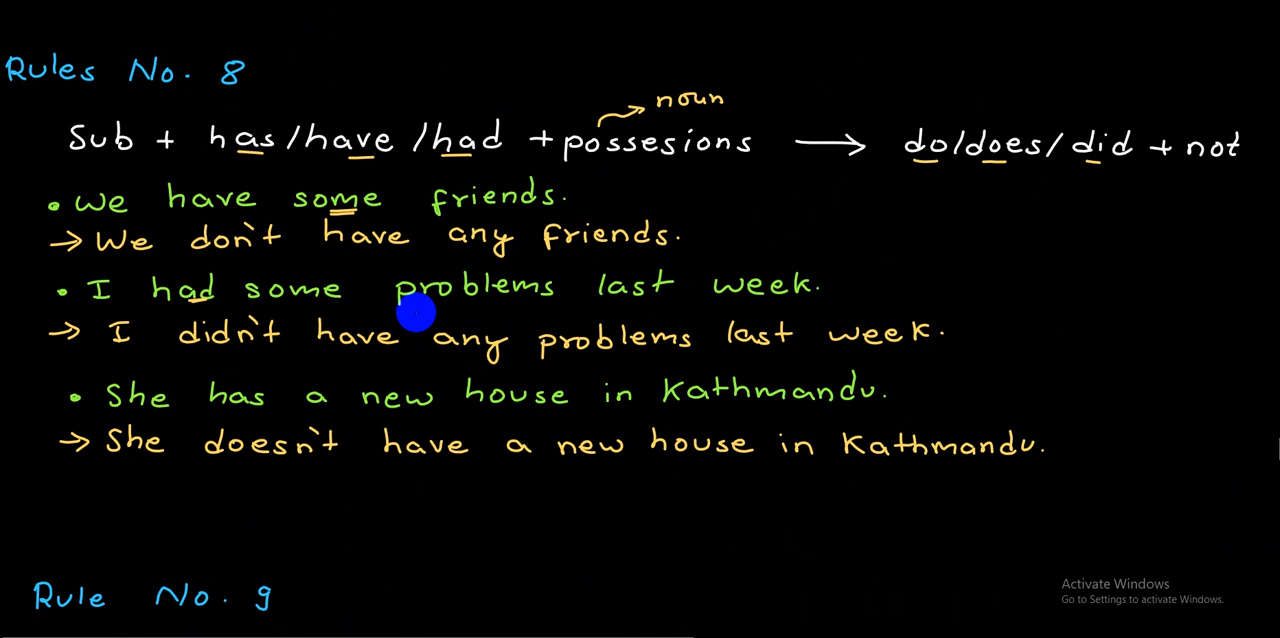 Rules No. 8
noun
Sub + has/have/had + possesions → do/does/did + not
• We have some friends.
→ We don't have any friends.
• I had some problems last week.
→ I didn't have any problems last week.
• She has a new house in Kathmandu.
→ She doesn't have a new house in Kathmandu.
Rule No. 9
Activate Windows
Go to Settings to activate Windows.